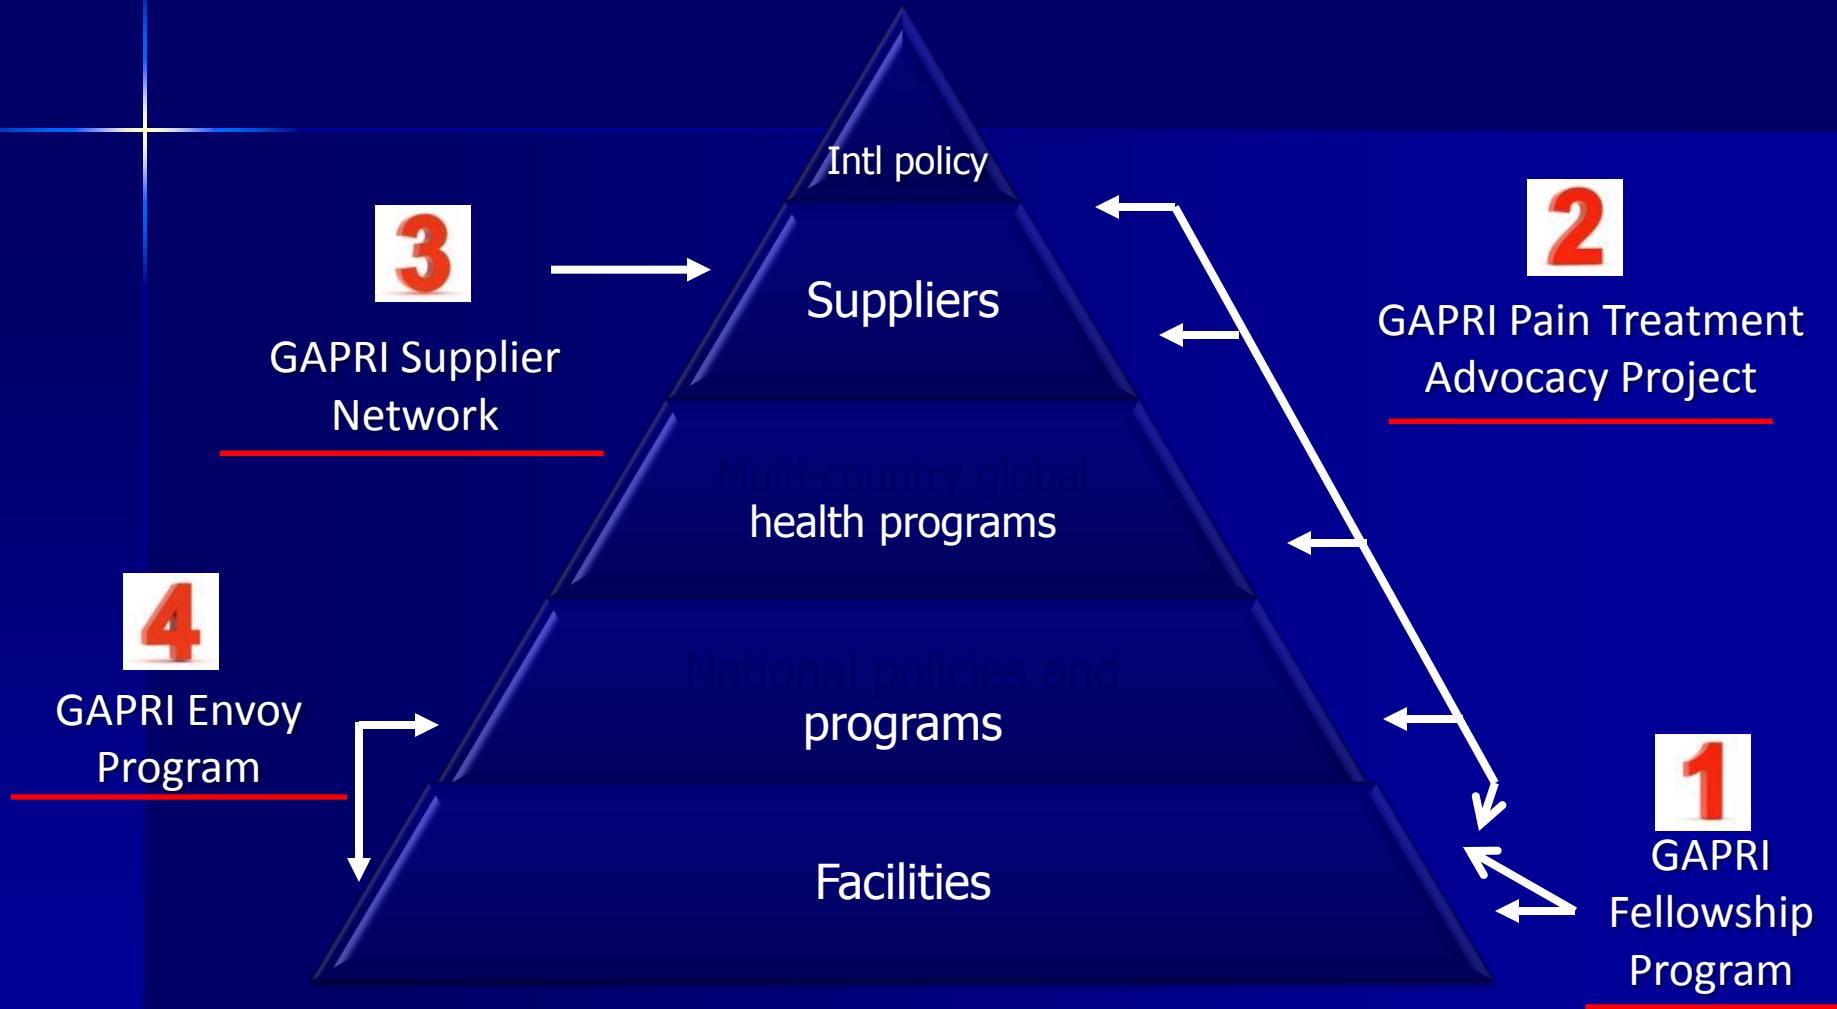 Intl policy
Suppliers
Multi-country global
health programs
National policies and
programs
Facilities
3
GAPRI Supplier
Network
4
GAPRI Envoy
Program
2
GAPRI Pain Treatment
Advocacy Project
1
GAPRI
Fellowship
Program